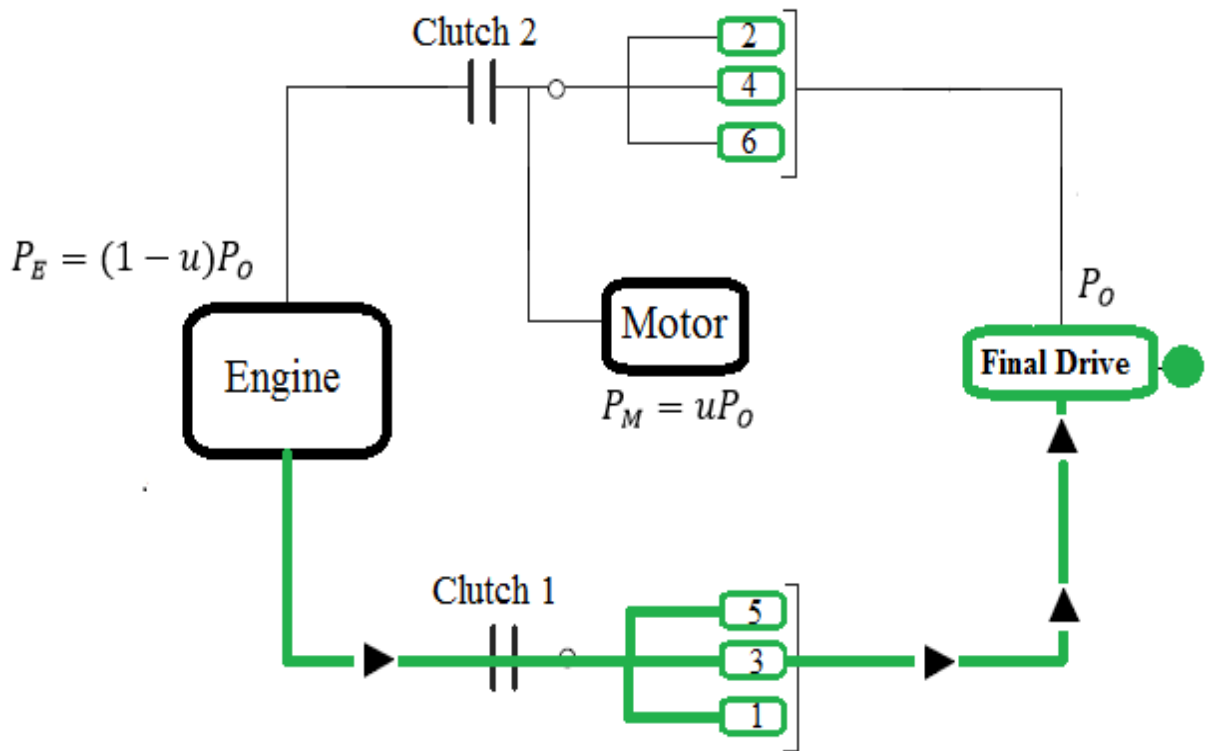 Clutch 2
2
4
6
P_E = (1 − u)P_O
P_O
Motor
Final Drive
Engine
P_M = uP_O
Clutch 1
5
3
1